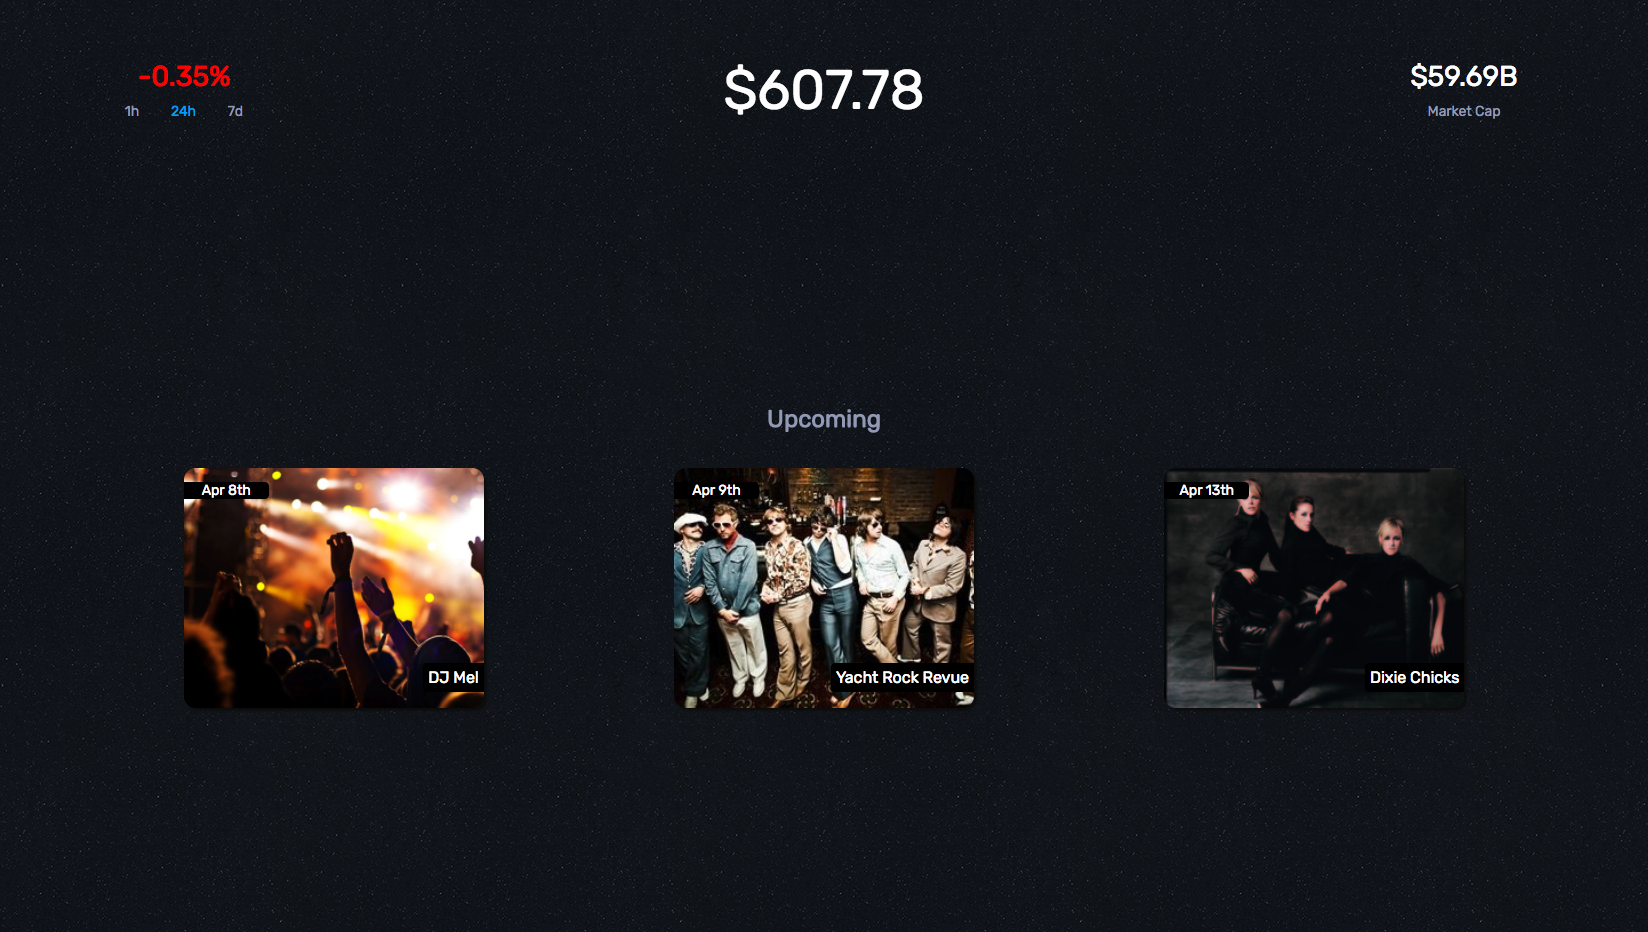 -0.35%
1h 24h 7d
$607.78
$59.69B
Market Cap
Upcoming
Apr 8th
DJ Mel
Apr 9th
Yacht Rock Revue
Apr 13th
Dixie Chicks